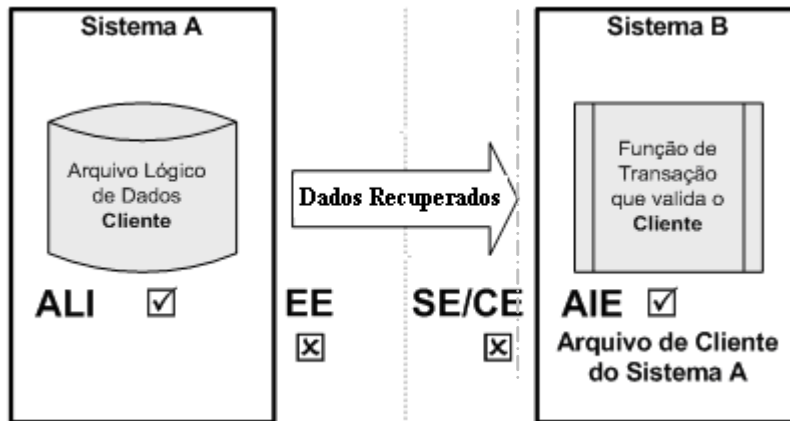 Sistema A
Arquivo Lógico
de Dados
Cliente
ALI
Dados Recuperados
EE
SE/CE
Sistema B
Função de
Transação
que valida o
Cliente
AIE
Arquivo de Cliente
do Sistema A